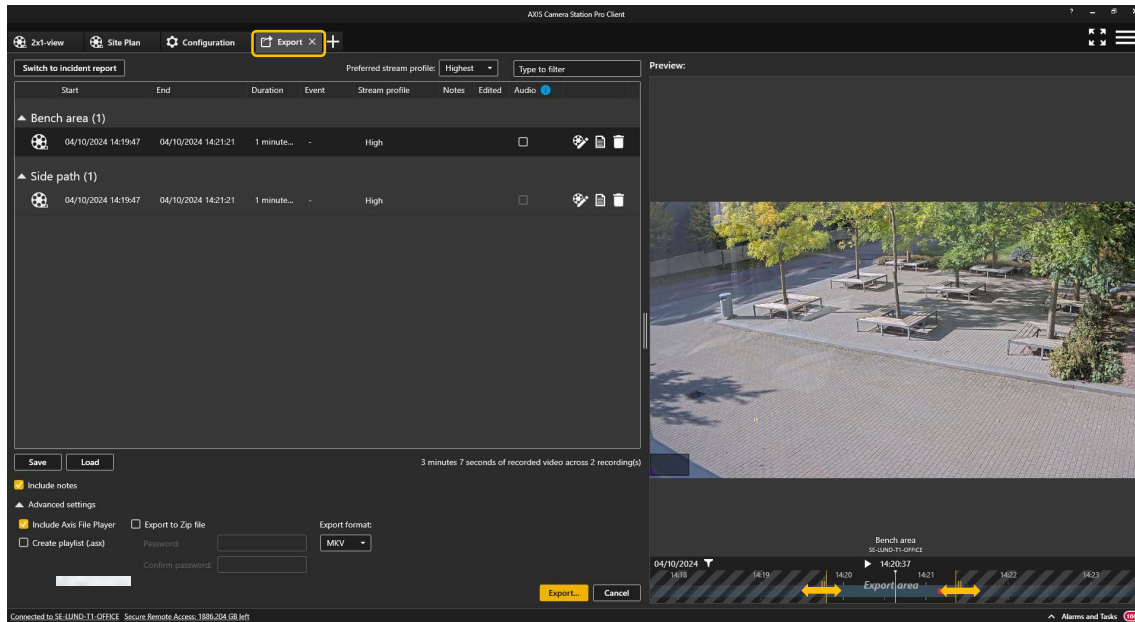 AXIS Camera Station Pro Client
?
2x1-view Site Plan Configuration Export
Switch to incident report Preferred stream profile: Highest Type to filter Preview:
Start End Duration Event Stream profile Notes Edited Audio
Bench area (1)
04/10/2024 14:19:47 04/10/2024 14:21:21 1 minute... - High
Side path (1)
04/10/2024 14:19:47 04/10/2024 14:21:21 1 minute... - High
Save Load 3 minutes 7 seconds of recorded video across 2 recording(s)
Include notes
Advanced settings
Include Axis File Player Export to Zip file Export format:
Create playlist (.asx) Password: MKV
Confirm password:
Export... Cancel
Bench area
SE-LUND-T1-OFFICE
04/10/2024 14:20:37
14:18 14:19 14:20 14:21 14:22 14:23
Export area
Connected to SE-LUND-T1-OFFICE Secure Remote Access: 1886.204 GB left Alarms and Tasks